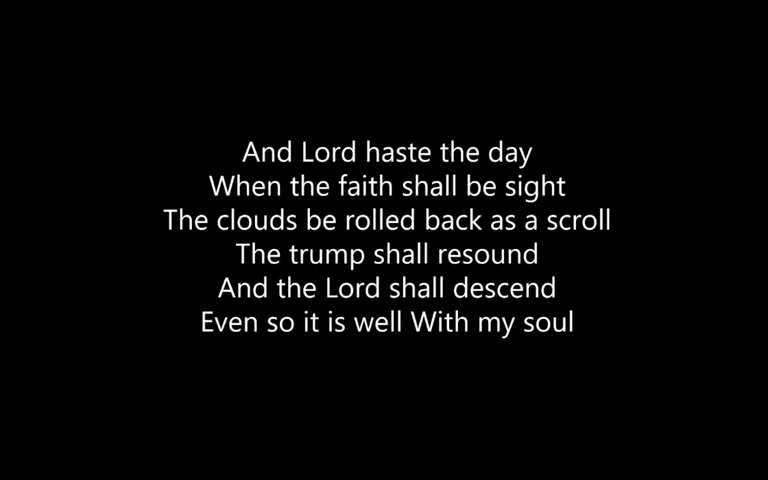 And Lord haste the day
When the faith shall be sight
The clouds be rolled back as a scroll
The trump shall resound
And the Lord shall descend
Even so it is well With my soul